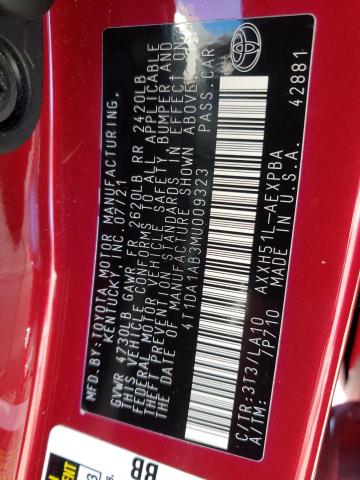 MFD.BY:TOYOTA MOTOR MANUFACTURING,
KENTUCKY, INC. 07/21
GVWR 4730LB GAWR FR 2620LB RR 2420LB
THIS VEHICLE CONFORMS TO ALL APPLICABLE
FEDERAL MOTOR VEHICLE SAFETY, BUMPER AND
THEFT PREVENTION STANDARDS IN EFFECT ON
THE DATE OF MANUFACTURE SHOWN ABOVE.
4T1DA1AB3MU009323 PASS.CAR
C/TR:3T3/LA10 AXXH51L-AEXPBA
A/TM: /P710 MADE IN U.S.A.
42881
BB